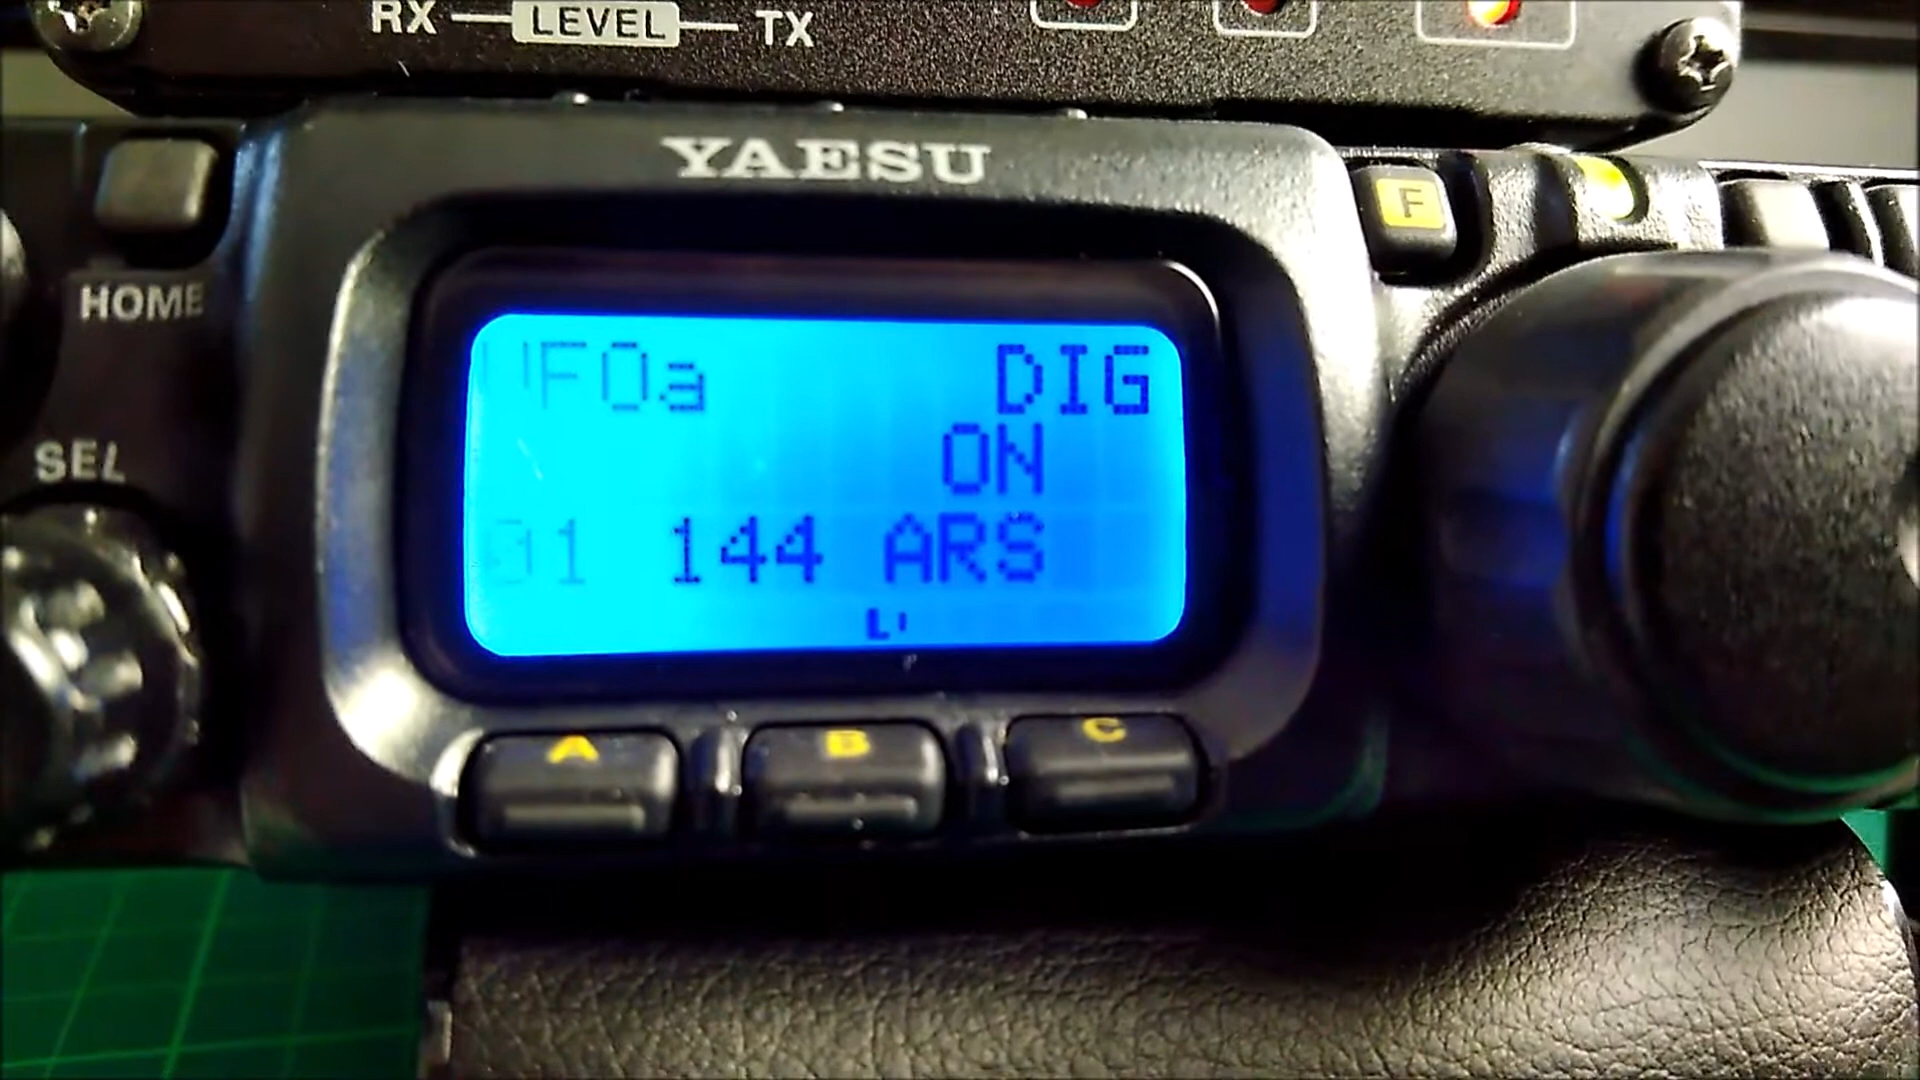 RX LEVEL TX
YAESU
F
HOME
VFOa DIG
ON
SEL
01 144 ARS
L'
A B C